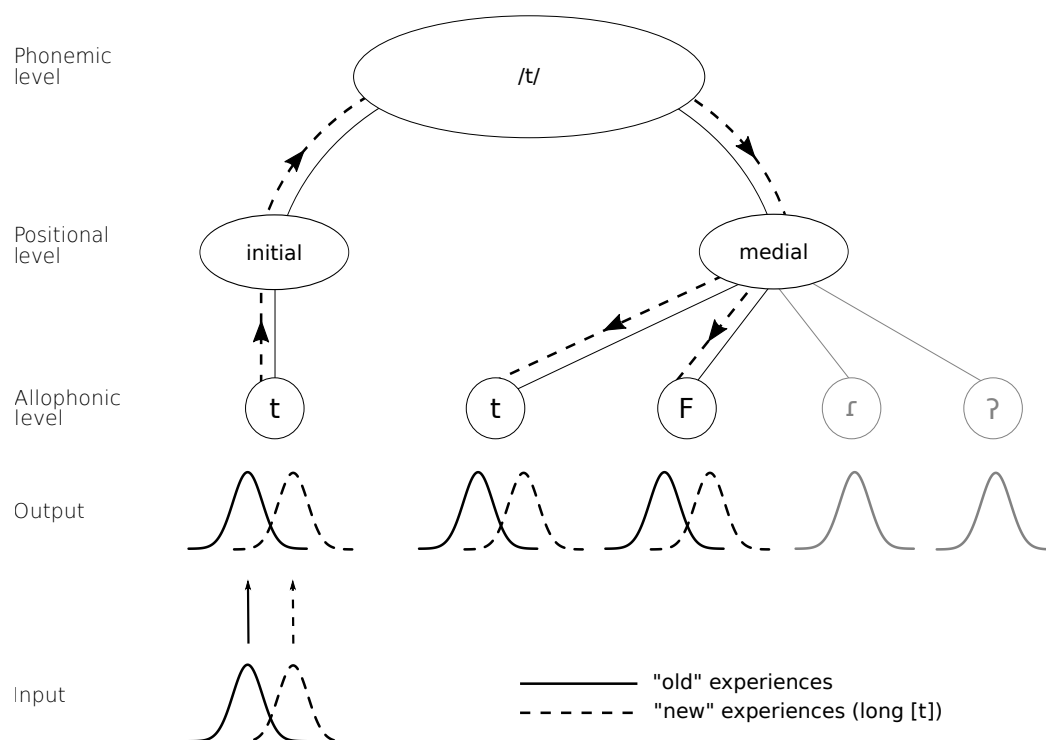 Phonemic
level
/t/
Positional
level
initial
medial
Allophonic
level
t
t
F
ɾ
ʔ
Output
Input
"old" experiences
"new" experiences (long [t])